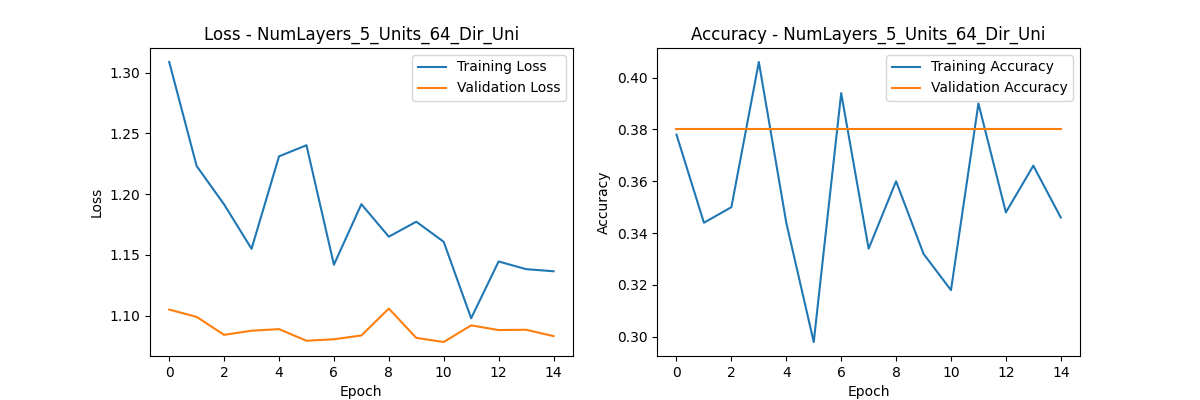 Loss - NumLayers_5_Units_64_Dir_Uni
Training Loss
Validation Loss
1.30
1.25
1.20
1.15
1.10
Loss
0 2 4 6 8 10 12 14
Epoch
Accuracy - NumLayers_5_Units_64_Dir_Uni
Training Accuracy
Validation Accuracy
0.40
0.38
0.36
0.34
0.32
0.30
Accuracy
0 2 4 6 8 10 12 14
Epoch